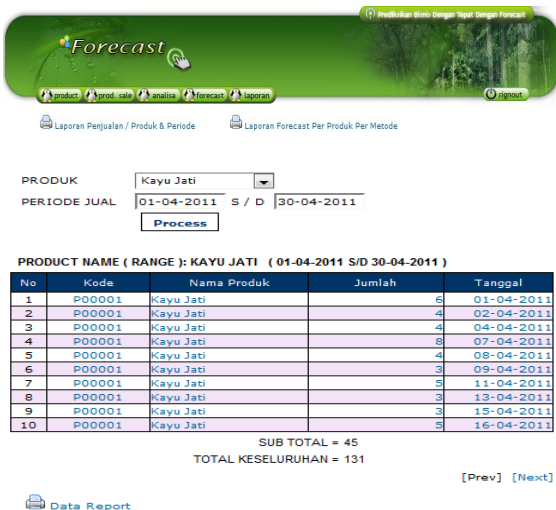 Prediksikan Bisnis Dengan Tepat Dengan Forecast
Forecast
product prod. sale analisa forecast laporan signout
Laporan Penjualan / Produk & Periode Laporan Forecast Per Produk Per Metode
PRODUK Kayu Jati
PERIODE JUAL 01-04-2011 S / D 30-04-2011
Process
PRODUCT NAME ( RANGE ): KAYU JATI ( 01-04-2011 S/D 30-04-2011 )
No Kode Nama Produk Jumlah Tanggal
1 P00001 Kayu Jati 6 01-04-2011
2 P00001 Kayu Jati 4 02-04-2011
3 P00001 Kayu Jati 4 04-04-2011
4 P00001 Kayu Jati 8 07-04-2011
5 P00001 Kayu Jati 4 08-04-2011
6 P00001 Kayu Jati 3 09-04-2011
7 P00001 Kayu Jati 5 11-04-2011
8 P00001 Kayu Jati 3 13-04-2011
9 P00001 Kayu Jati 3 15-04-2011
10 P00001 Kayu Jati 5 16-04-2011
SUB TOTAL = 45
TOTAL KESELURUHAN = 131
[Prev] [Next]
Data Report